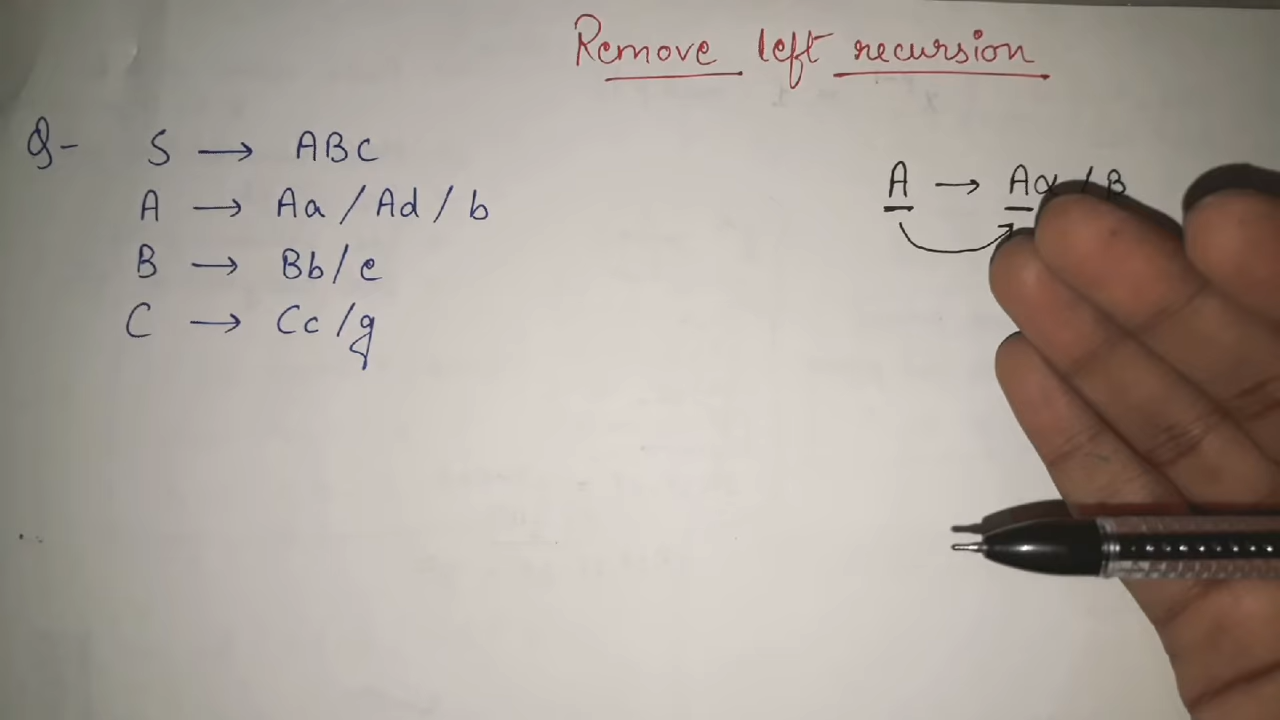 Remove left recursion
Q- S → ABC
A → Aa / Ad / b
B → Bb / e
C → Cc / g
A → Aα / β